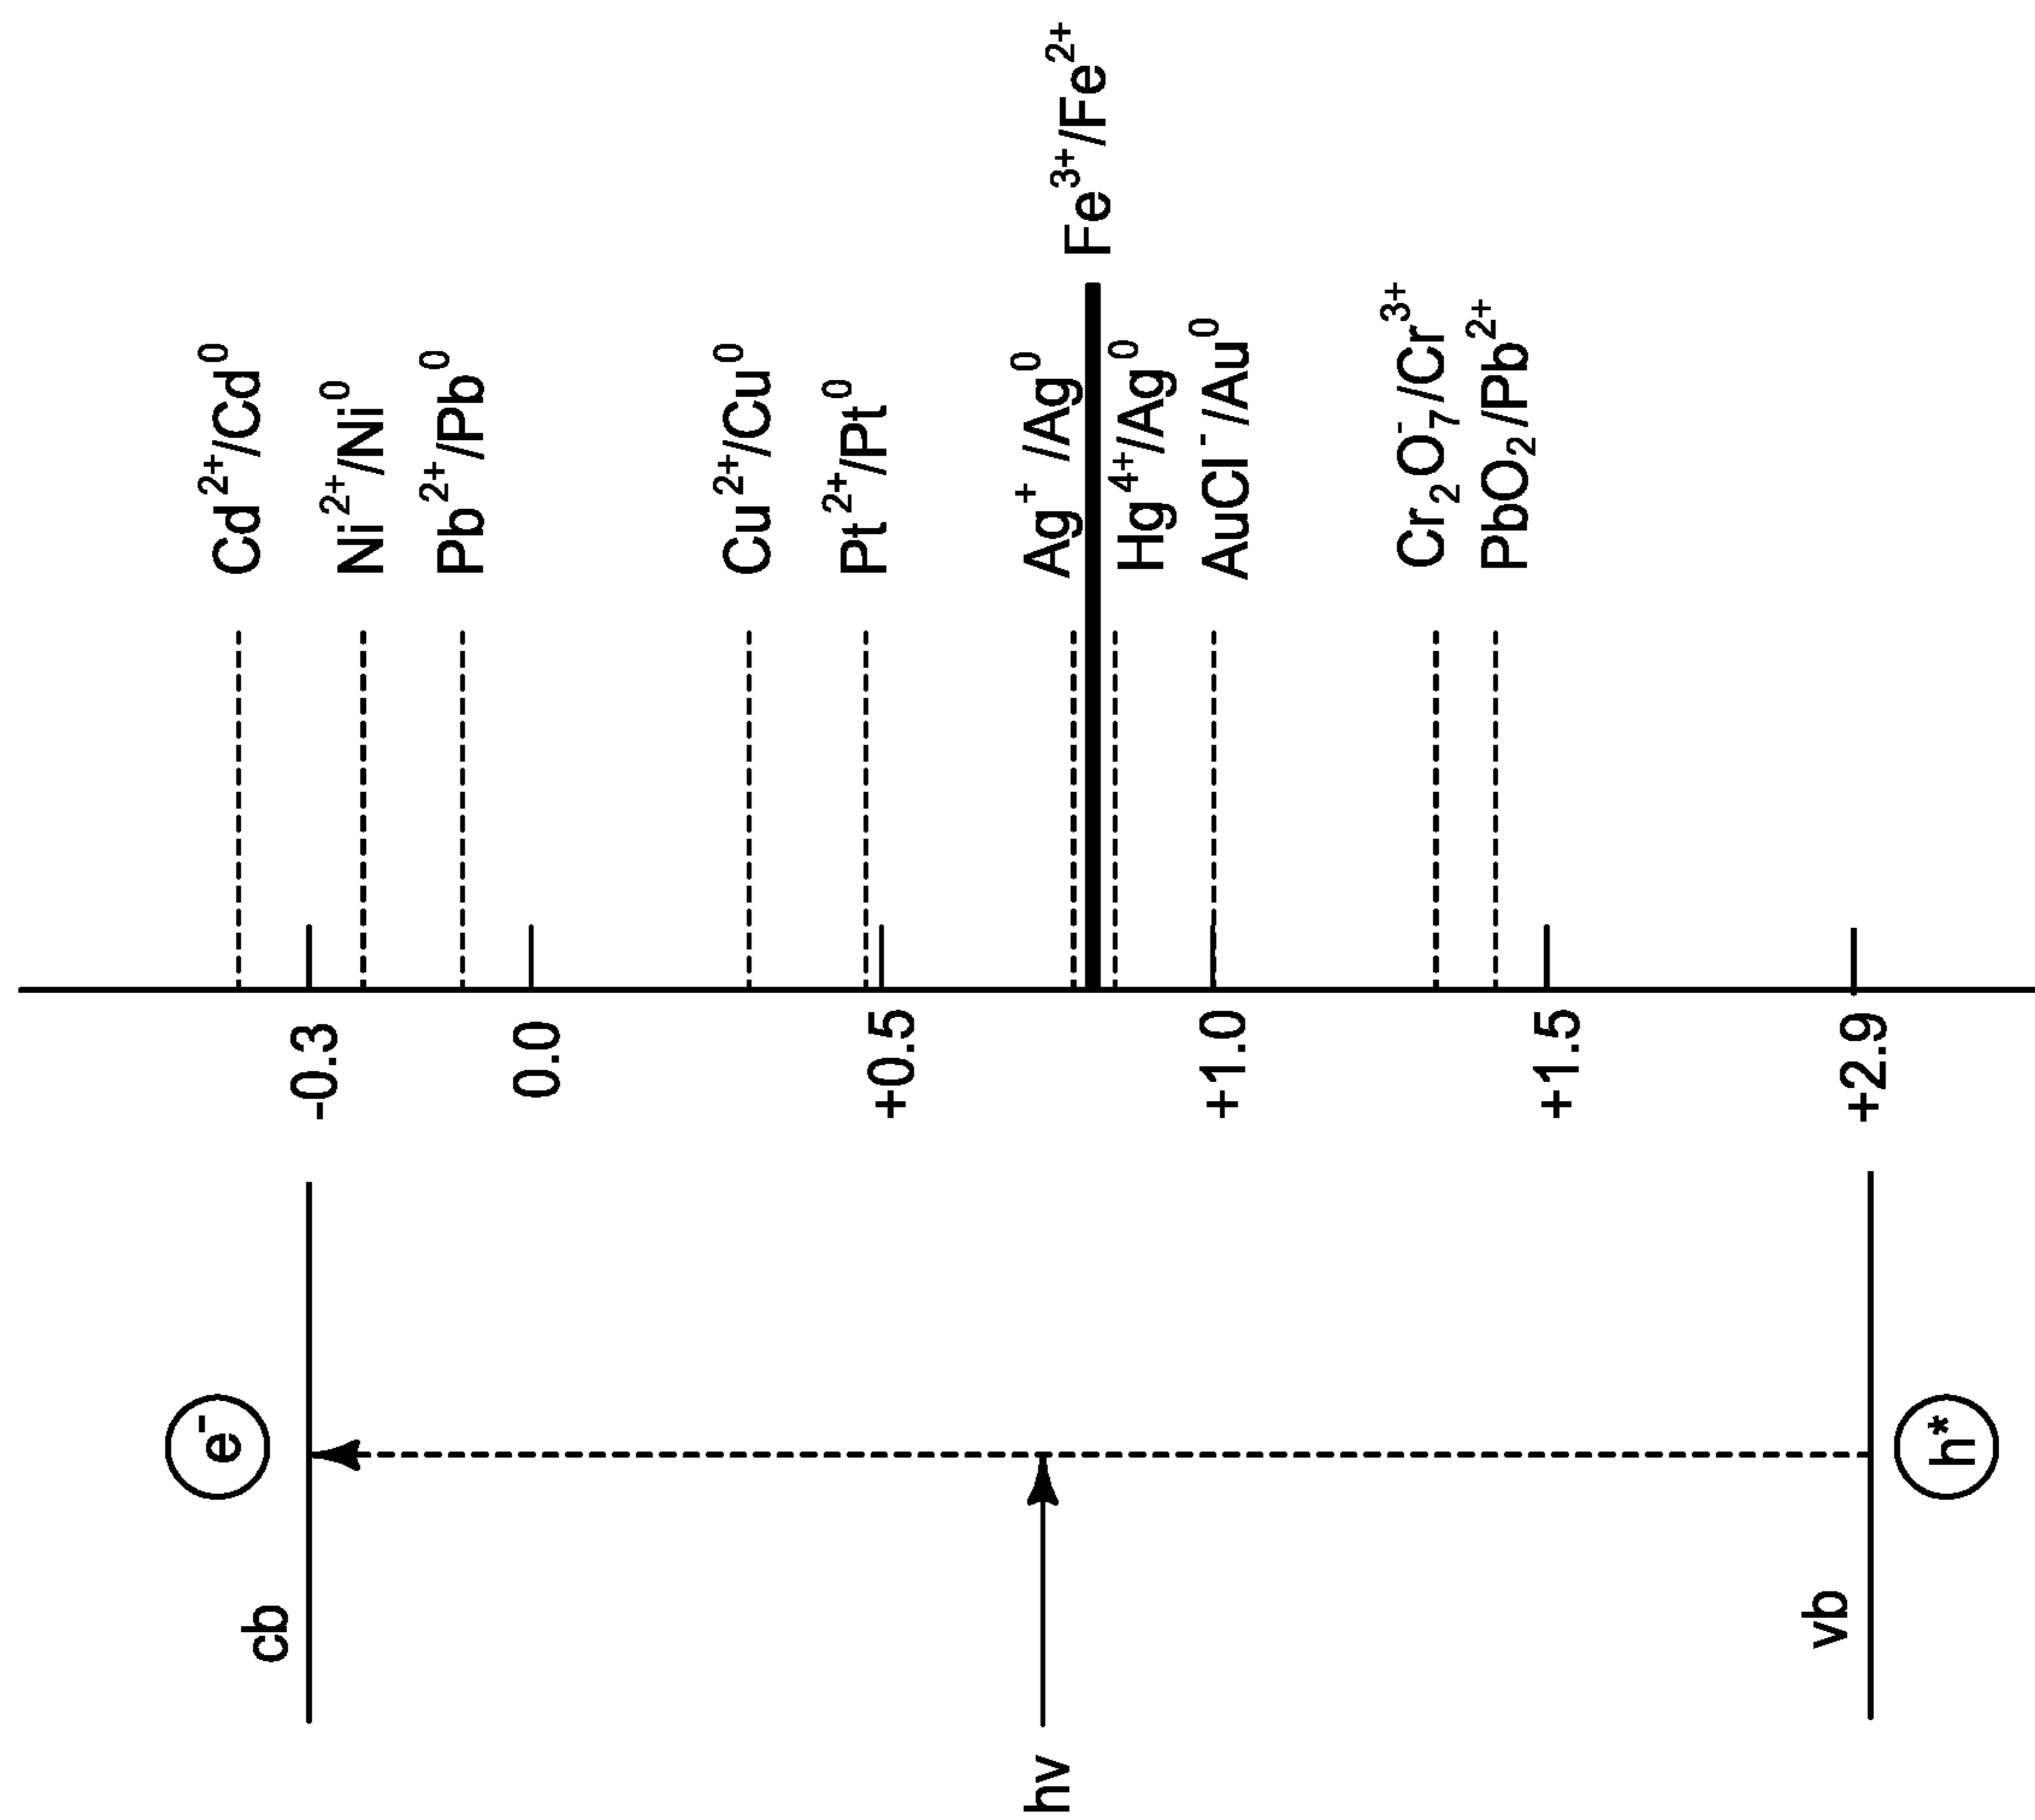 e⁻
cb
hv
vb
h*
-0.3
0.0
+0.5
+1.0
+1.5
+2.9
Cd²⁺/Cd⁰
Ni²⁺/Ni⁰
Pb²⁺/Pb⁰
Cu²⁺/Cu⁰
Pt²⁺/Pt⁰
Ag⁺/Ag⁰
Fe³⁺/Fe²⁺
Hg⁴⁺/Ag⁰
AuCl⁻/Au⁰
Cr₂O₇⁻/Cr³⁺
PbO₂/Pb²⁺